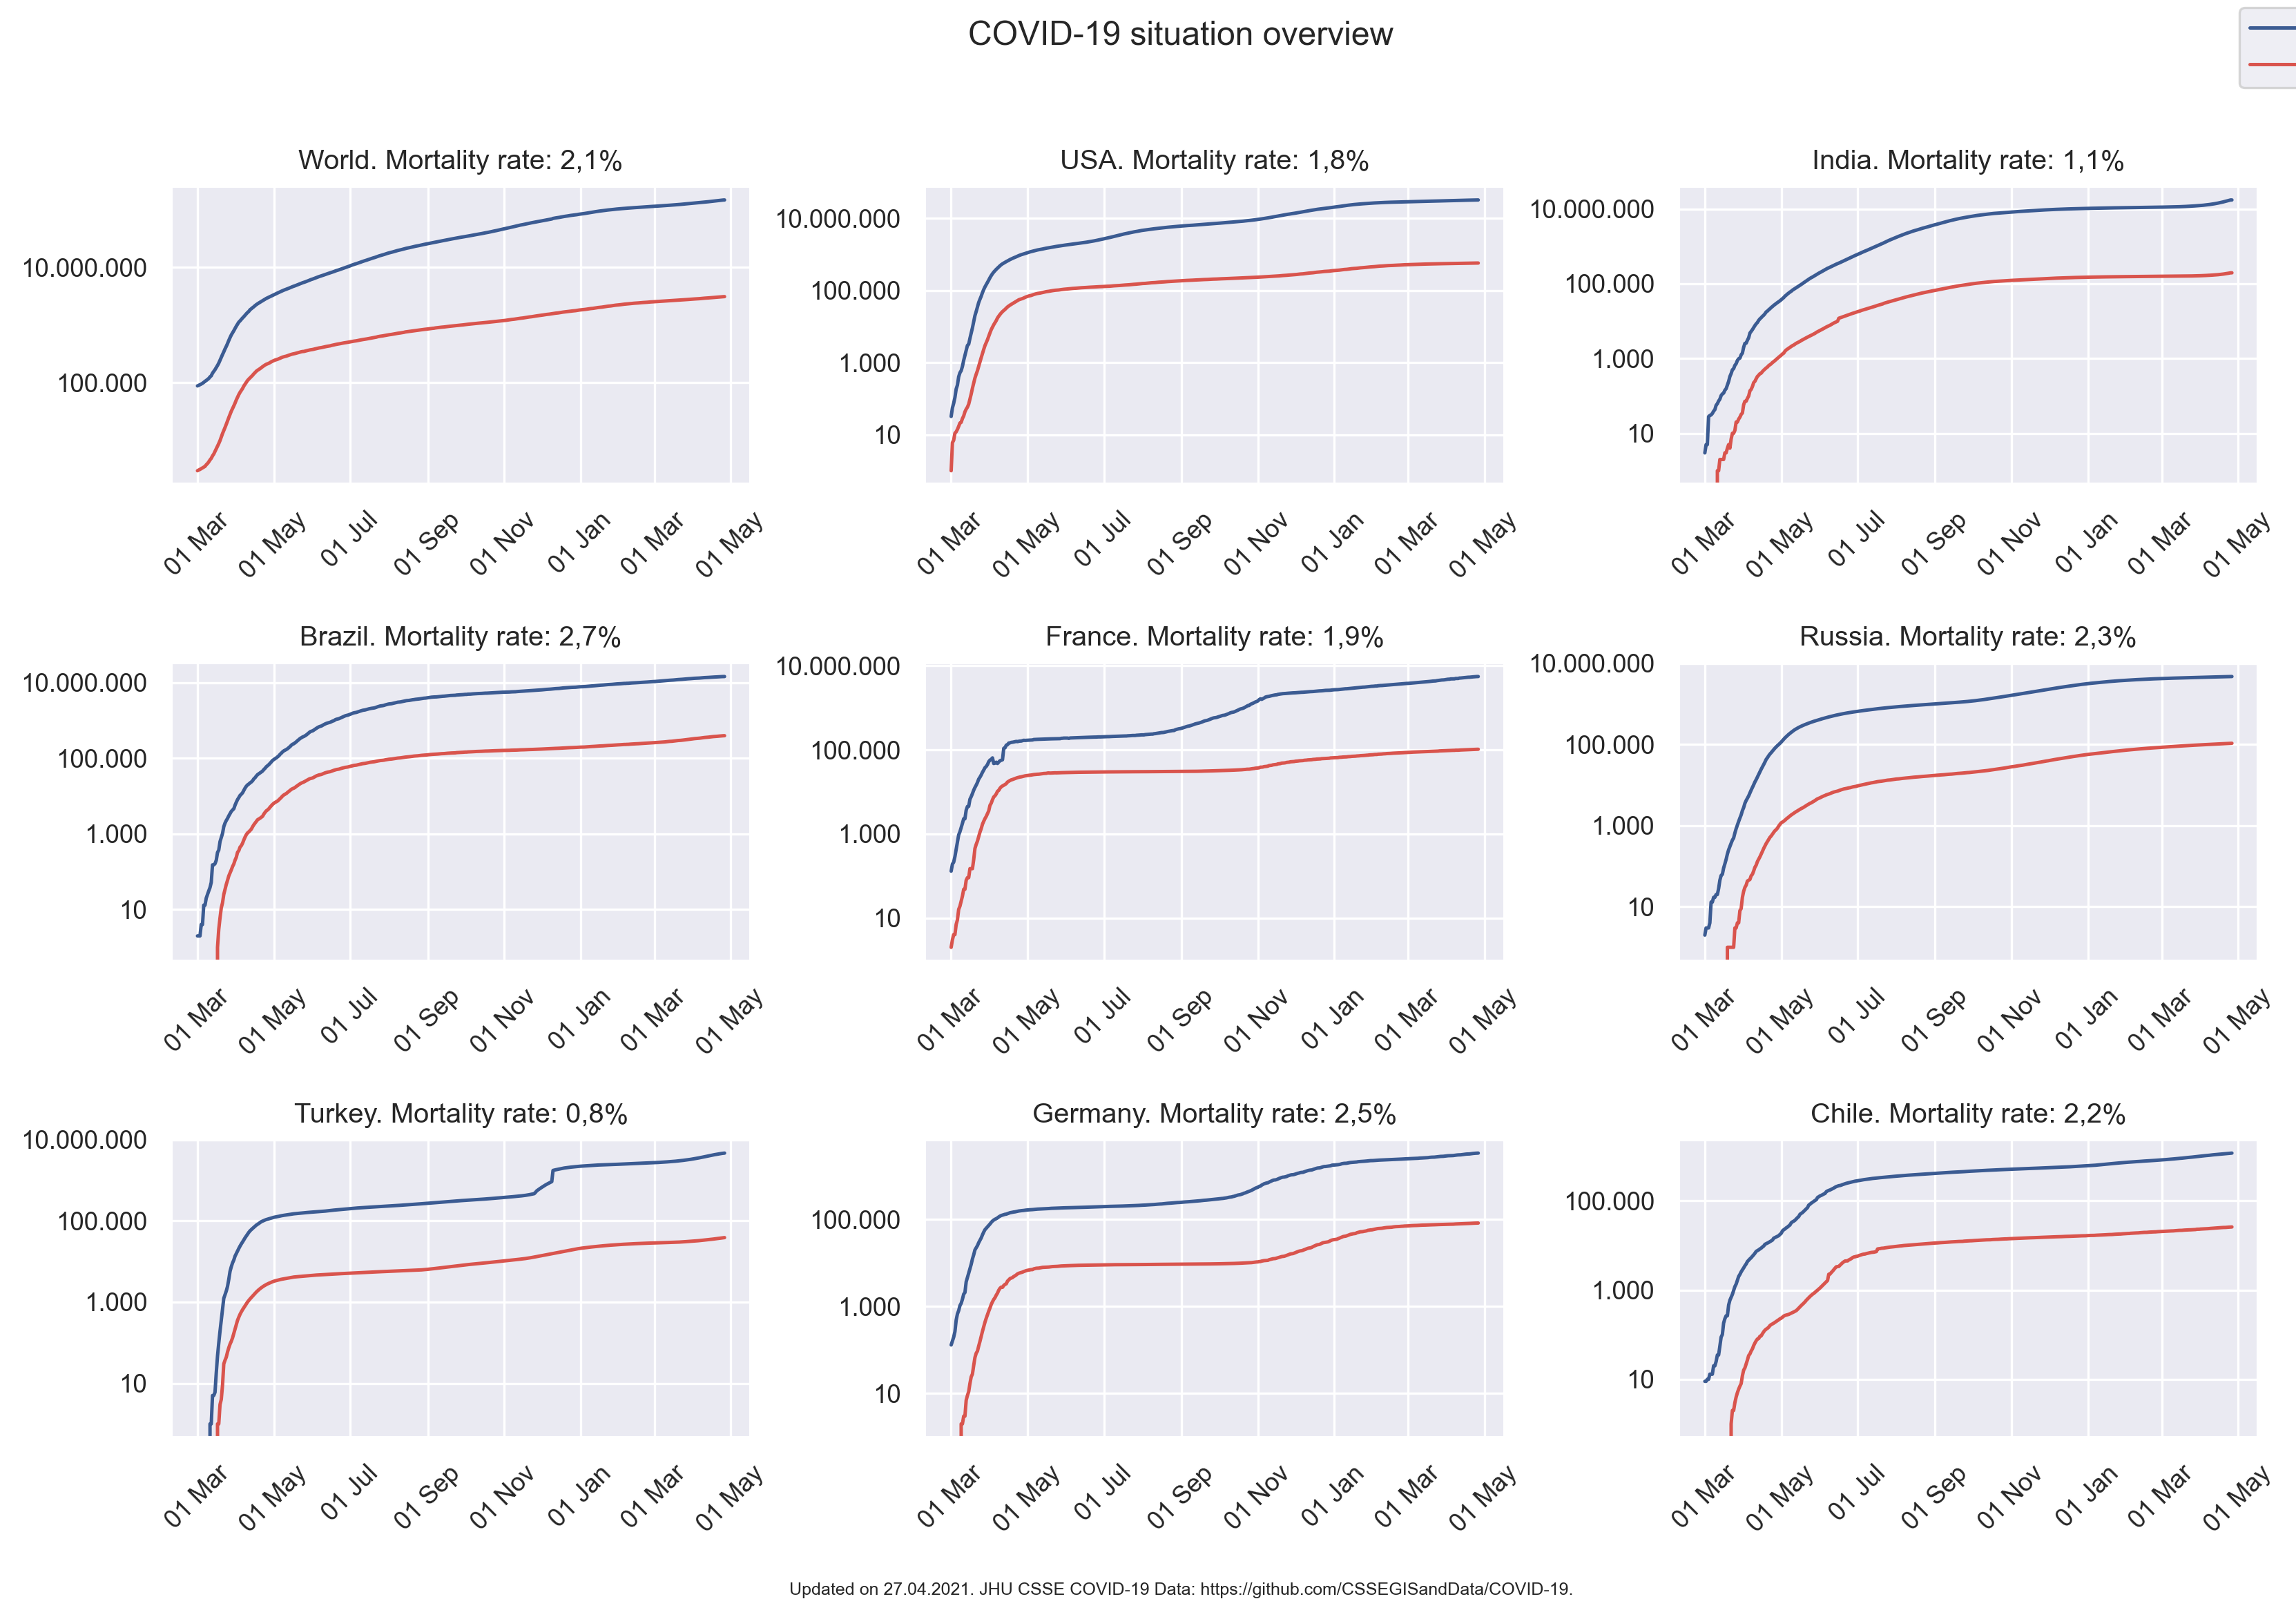 COVID-19 situation overview
World. Mortality rate: 2,1%
10.000.000
100.000
01 Mar
01 May
01 Jul
01 Sep
01 Nov
01 Jan
01 Mar
01 May
USA. Mortality rate: 1,8%
10.000.000
100.000
1.000
10
01 Mar
01 May
01 Jul
01 Sep
01 Nov
01 Jan
01 Mar
01 May
India. Mortality rate: 1,1%
10.000.000
100.000
1.000
10
01 Mar
01 May
01 Jul
01 Sep
01 Nov
01 Jan
01 Mar
01 May
Brazil. Mortality rate: 2,7%
10.000.000
100.000
1.000
10
01 Mar
01 May
01 Jul
01 Sep
01 Nov
01 Jan
01 Mar
01 May
France. Mortality rate: 1,9%
10.000.000
100.000
1.000
10
01 Mar
01 May
01 Jul
01 Sep
01 Nov
01 Jan
01 Mar
01 May
Russia. Mortality rate: 2,3%
10.000.000
100.000
1.000
10
01 Mar
01 May
01 Jul
01 Sep
01 Nov
01 Jan
01 Mar
01 May
Turkey. Mortality rate: 0,8%
10.000.000
100.000
1.000
10
01 Mar
01 May
01 Jul
01 Sep
01 Nov
01 Jan
01 Mar
01 May
Germany. Mortality rate: 2,5%
100.000
1.000
10
01 Mar
01 May
01 Jul
01 Sep
01 Nov
01 Jan
01 Mar
01 May
Chile. Mortality rate: 2,2%
100.000
1.000
10
01 Mar
01 May
01 Jul
01 Sep
01 Nov
01 Jan
01 Mar
01 May
Updated on 27.04.2021. JHU CSSE COVID-19 Data: https://github.com/CSSEGISandData/COVID-19.